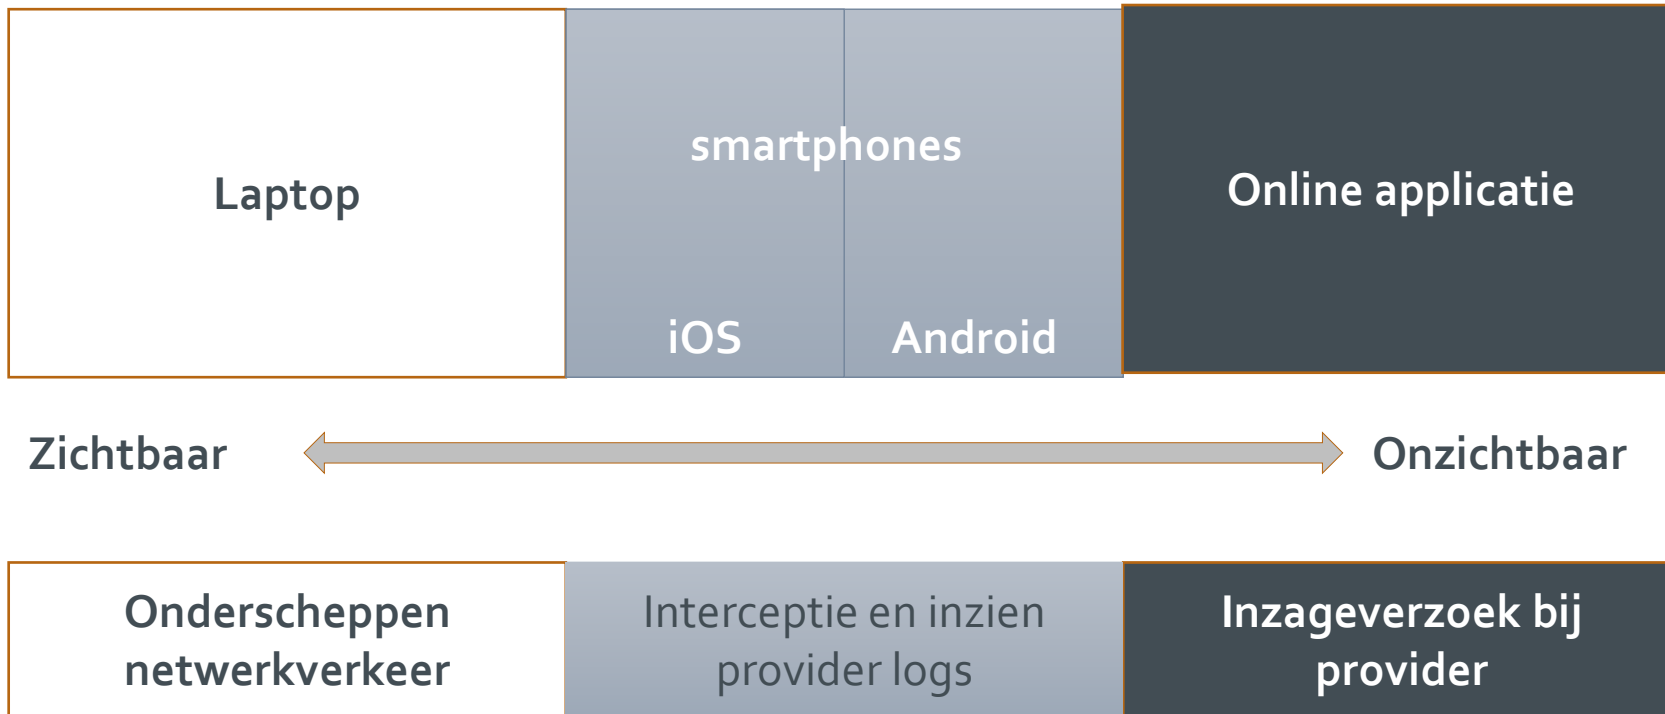 Laptop
smartphones
iOS
Android
Online applicatie
Zichtbaar
Onzichtbaar
Onderscheppen
netwerkverkeer
Interceptie en inzien
provider logs
Inzageverzoek bij
provider